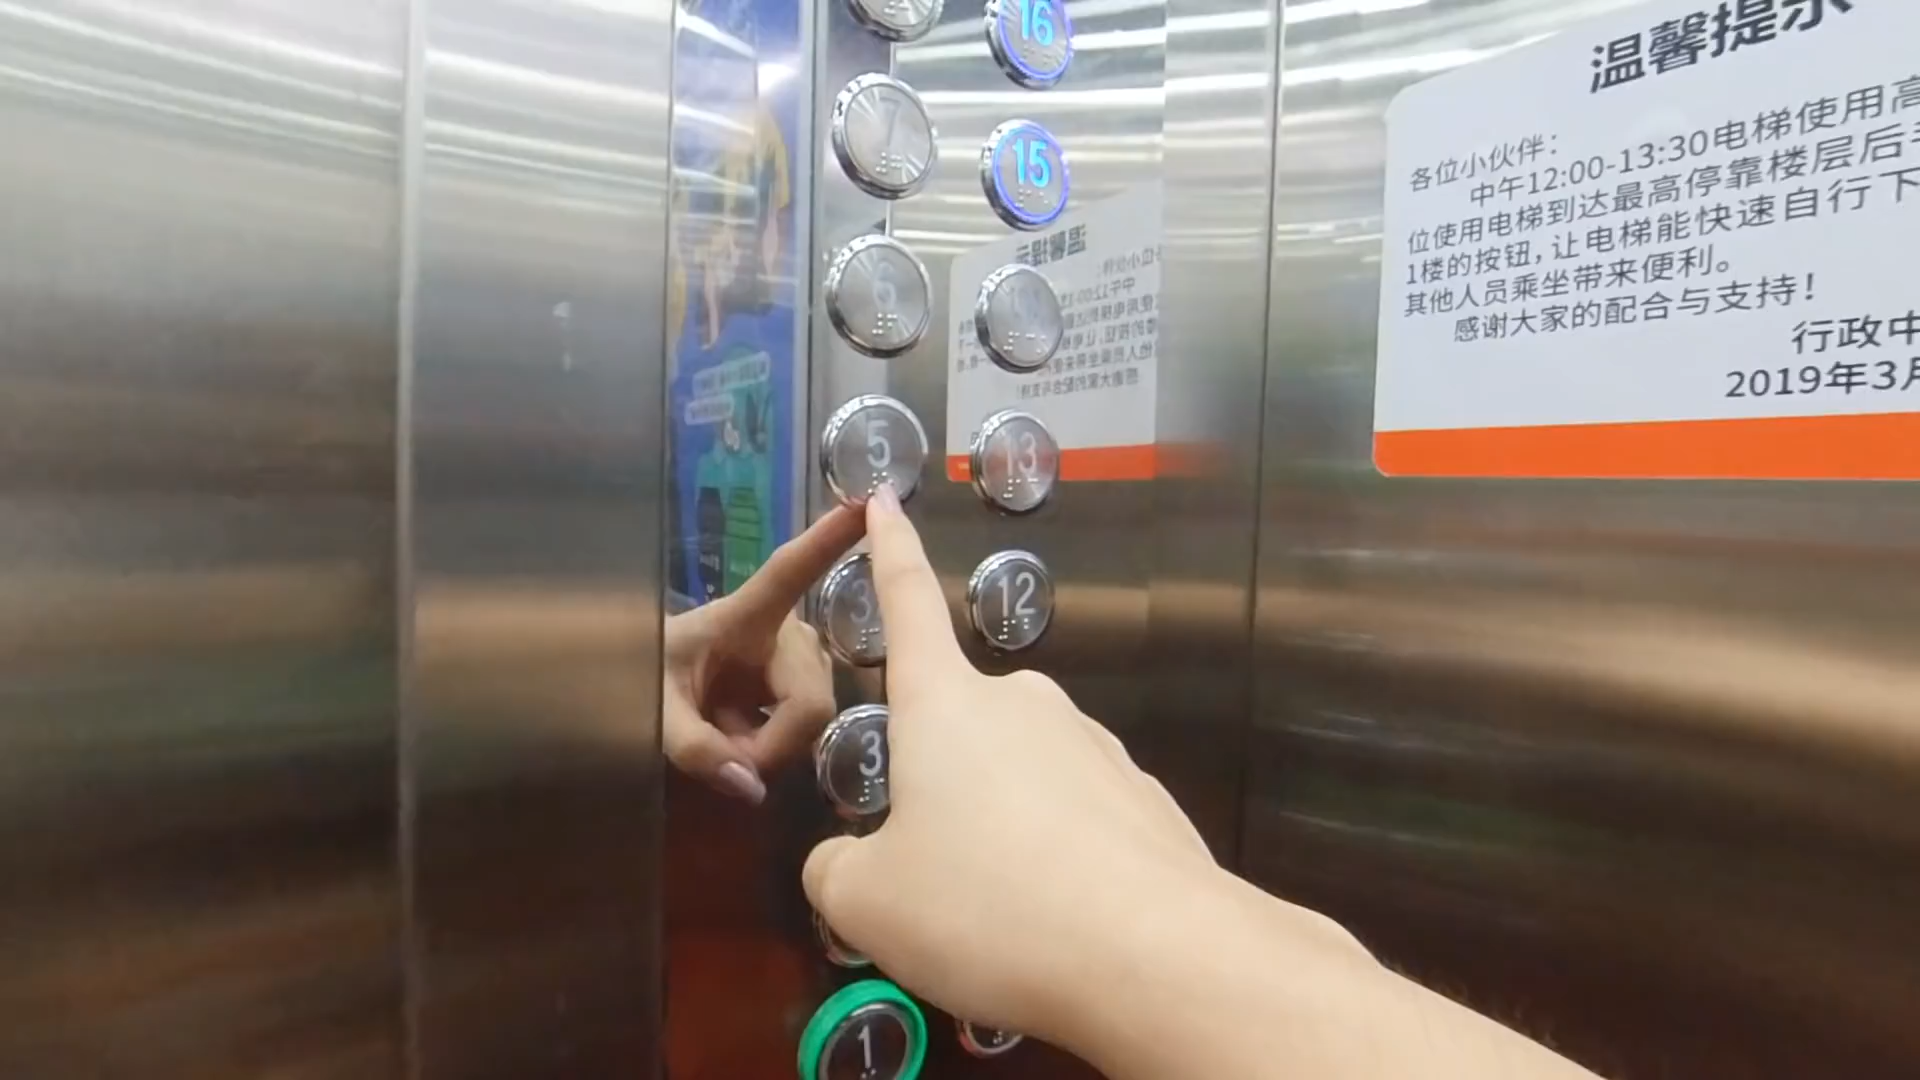 16
7
15
6
5
13
12
3
1
温馨提示
各位小伙伴：
中午12:00-13:30电梯使用高
位使用电梯到达最高停靠楼层后
1楼的按钮，让电梯能快速自行下
其他人员乘坐带来便利。
感谢大家的配合与支持！
行政中
2019年3月